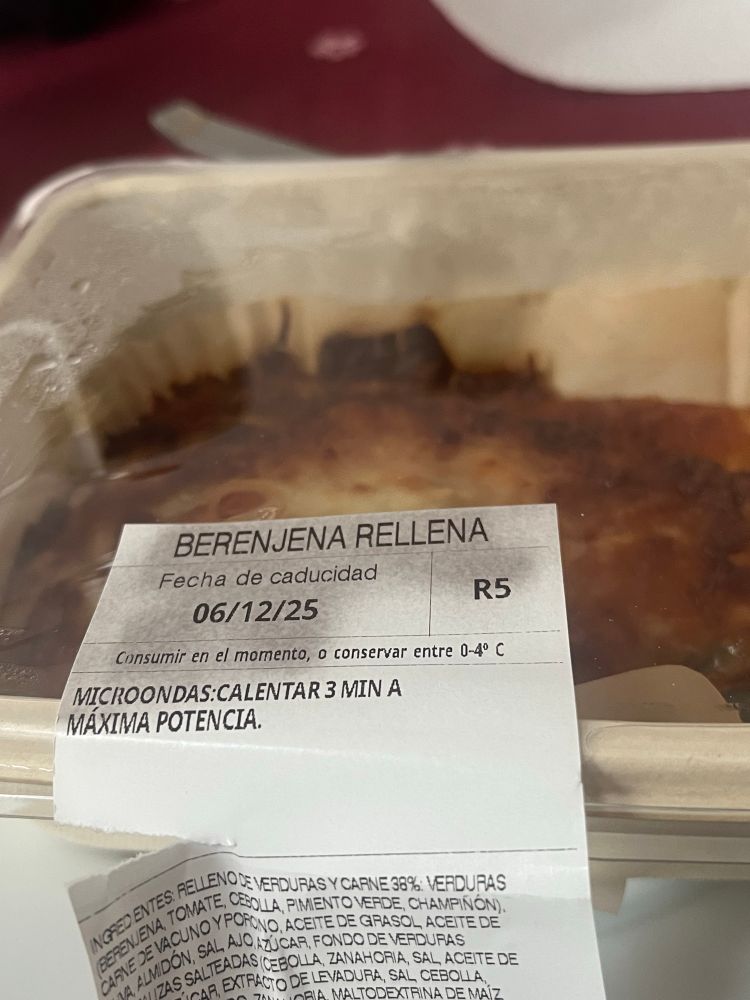 BERENJENA RELLENA
Fecha de caducidad
R5
06/12/25
Consumir en el momento, o conservar entre 0-4º C
MICROONDAS:CALENTAR 3 MIN A
MÁXIMA POTENCIA.
INGREDIENTES: RELLENO DE VERDURAS Y CARNE 38%: VERDURAS
(BERENJENA, TOMATE, CEBOLLA, PIMIENTO VERDE, CHAMPIÑÓN),
CARNE DE VACUNO Y PORCINO, ACEITE DE GIRASOL, ACEITE DE
ALMIDÓN, SAL, AJO, AZÚCAR, FONDO DE VERDURAS
SALTEADAS (CEBOLLA, ZANAHORIA, SAL, ACEITE DE
EXTRACTO DE LEVADURA, SAL, CEBOLLA,
MALTODEXTRINA DE MAÍZ